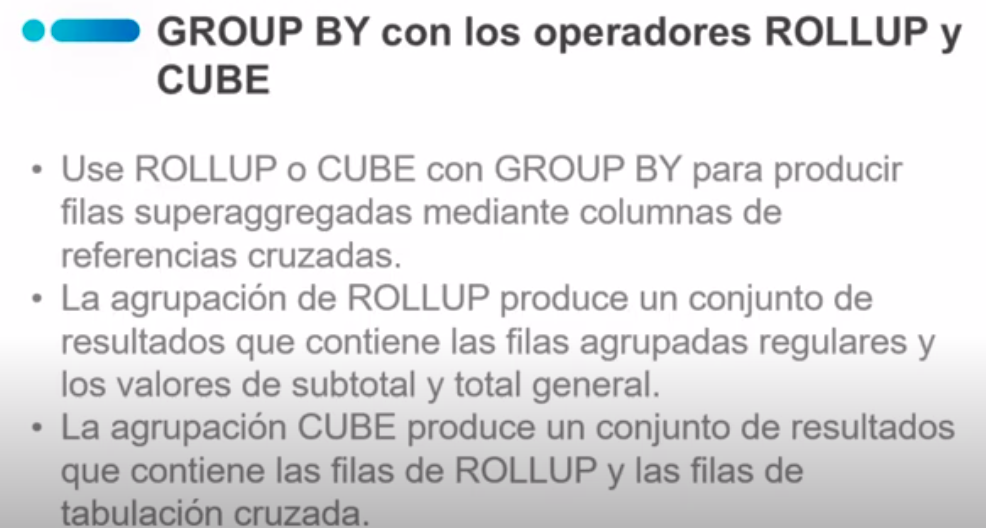 GROUP BY con los operadores ROLLUP y
CUBE
• Use ROLLUP o CUBE con GROUP BY para producir
filas superaggregadas mediante columnas de
referencias cruzadas.
• La agrupación de ROLLUP produce un conjunto de
resultados que contiene las filas agrupadas regulares y
los valores de subtotal y total general.
• La agrupación CUBE produce un conjunto de resultados
que contiene las filas de ROLLUP y las filas de
tabulación cruzada.